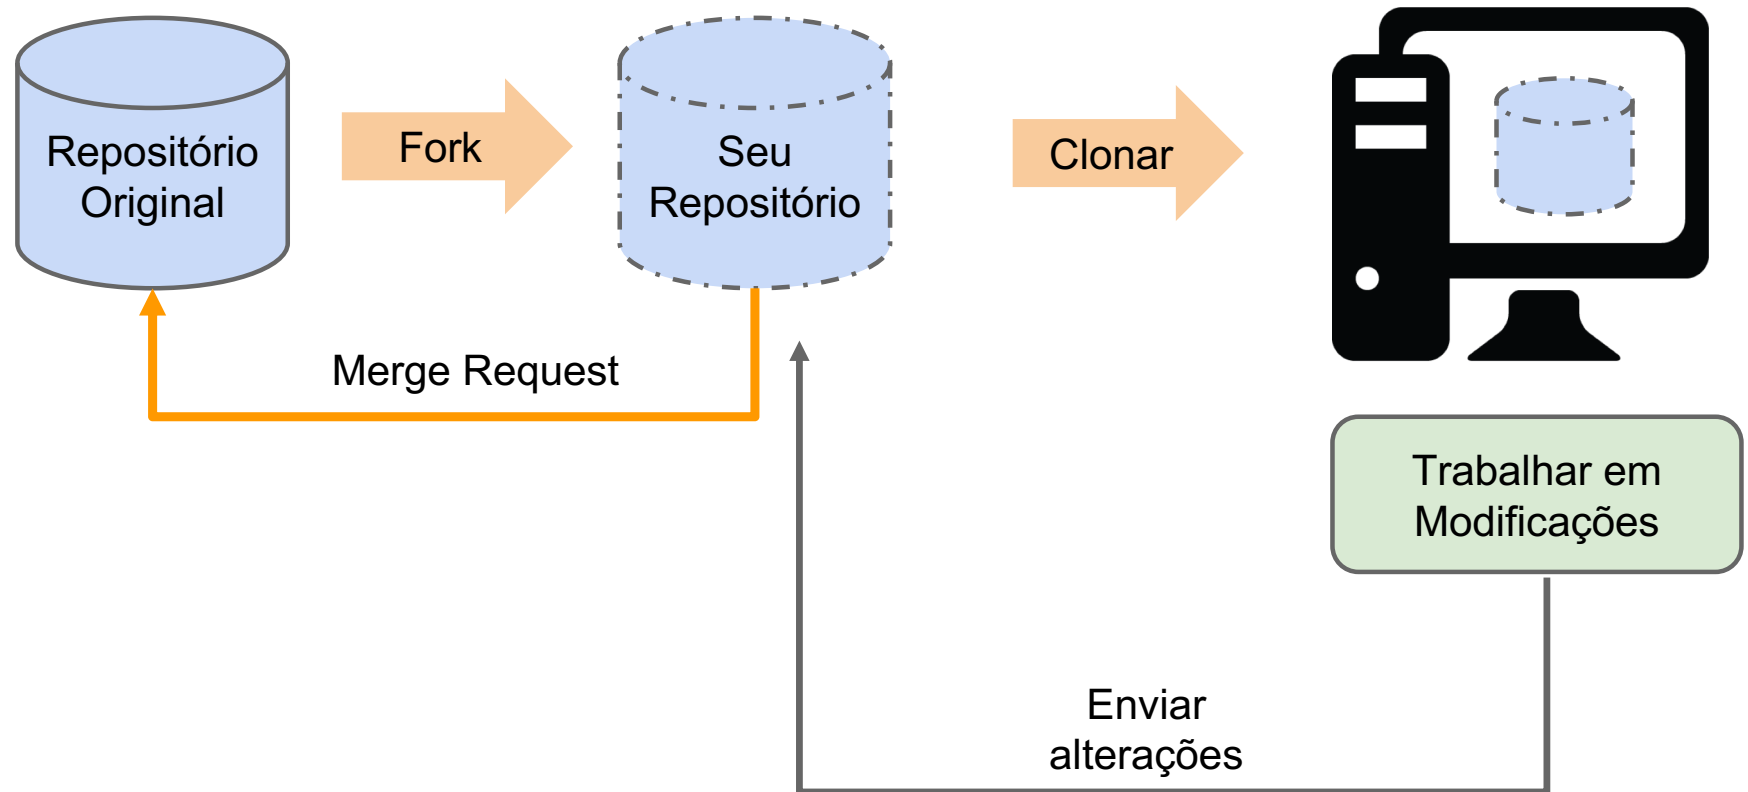 Repositório
Original
Fork
Seu
Repositório
Clonar
Merge Request
Trabalhar em
Modificações
Enviar
alterações